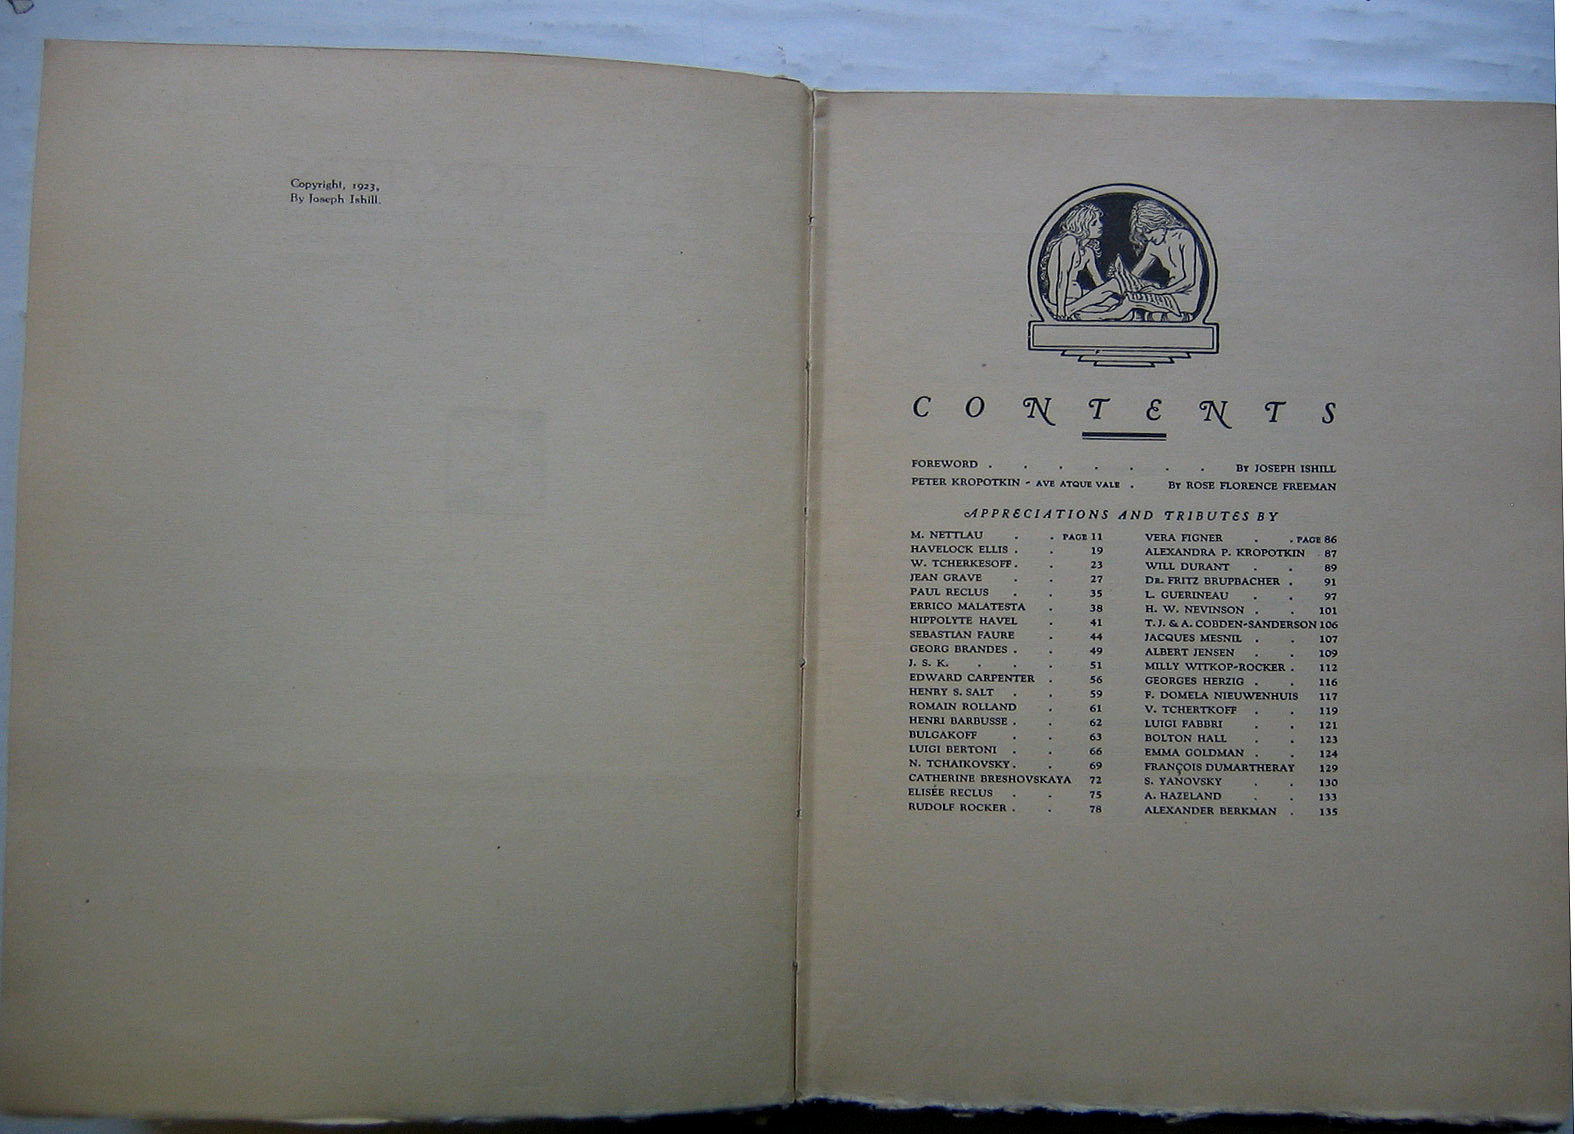 Copyright, 1923,
By Joseph Ishill.
CONTENTS
FOREWORD . . . . . . . BY JOSEPH ISHILL
PETER KROPOTKIN - AVE ATQUE VALE . BY ROSE FLORENCE FREEMAN
APPRECIATIONS AND TRIBUTES BY
M. NETTLAU . . PAGE 11
HAVELOCK ELLIS . . 19
W. TCHERKESOFF . . 23
JEAN GRAVE . . 27
PAUL RECLUS . . 35
ERRICO MALATESTA . 38
HIPPOLYTE HAVEL . 41
SEBASTIAN FAURE . 44
GEORG BRANDES . . 49
J. S. K. . . . 51
EDWARD CARPENTER . 56
HENRY S. SALT . . 59
ROMAIN ROLLAND . 61
HENRI BARBUSSE . . 62
BULGAKOFF . . 63
LUIGI BERTONI . . 66
N. TCHAIKOVSKY . . 69
CATHERINE BRESHOVSKAYA 72
ELISÉE RECLUS . . 75
RUDOLF ROCKER . . 78
VERA FIGNER . . PAGE 86
ALEXANDRA P. KROPOTKIN 87
WILL DURANT . . 89
DR. FRITZ BRUPBACHER . 91
L. GUERINEAU . . 97
H. W. NEVINSON . . 101
T. J. & A. COBDEN-SANDERSON 106
JACQUES MESNIL . . 107
ALBERT JENSEN . . 109
MILLY WITKOP-ROCKER . 112
GEORGES HERZIG . . 116
F. DOMELA NIEUWENHUIS 117
V. TCHERTKOFF . . 119
LUIGI FABBRI . . 121
BOLTON HALL . . 123
EMMA GOLDMAN . . 124
FRANÇOIS DUMARTHERAY 129
S. YANOVSKY . . 130
A. HAZELAND . . 133
ALEXANDER BERKMAN . 135